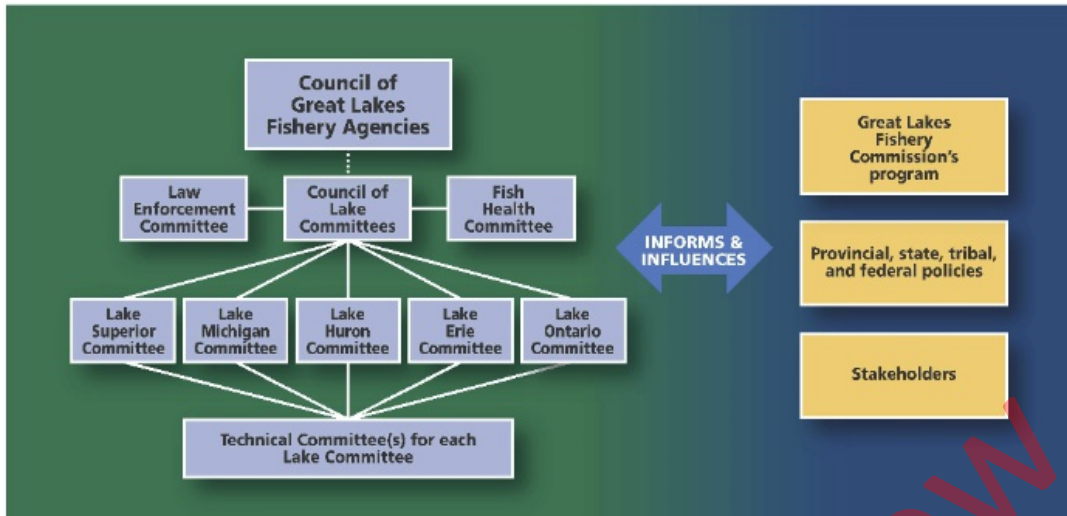 Council of
Great Lakes
Fishery Agencies
Law
Enforcement
Committee
Council of
Lake
Committees
Fish
Health
Committee
Lake
Superior
Committee
Lake
Michigan
Committee
Lake
Huron
Committee
Lake
Erie
Committee
Lake
Ontario
Committee
Technical Committee(s) for each
Lake Committee
INFORMS &
INFLUENCES
Great Lakes
Fishery
Commission's
program
Provincial, state, tribal,
and federal policies
Stakeholders